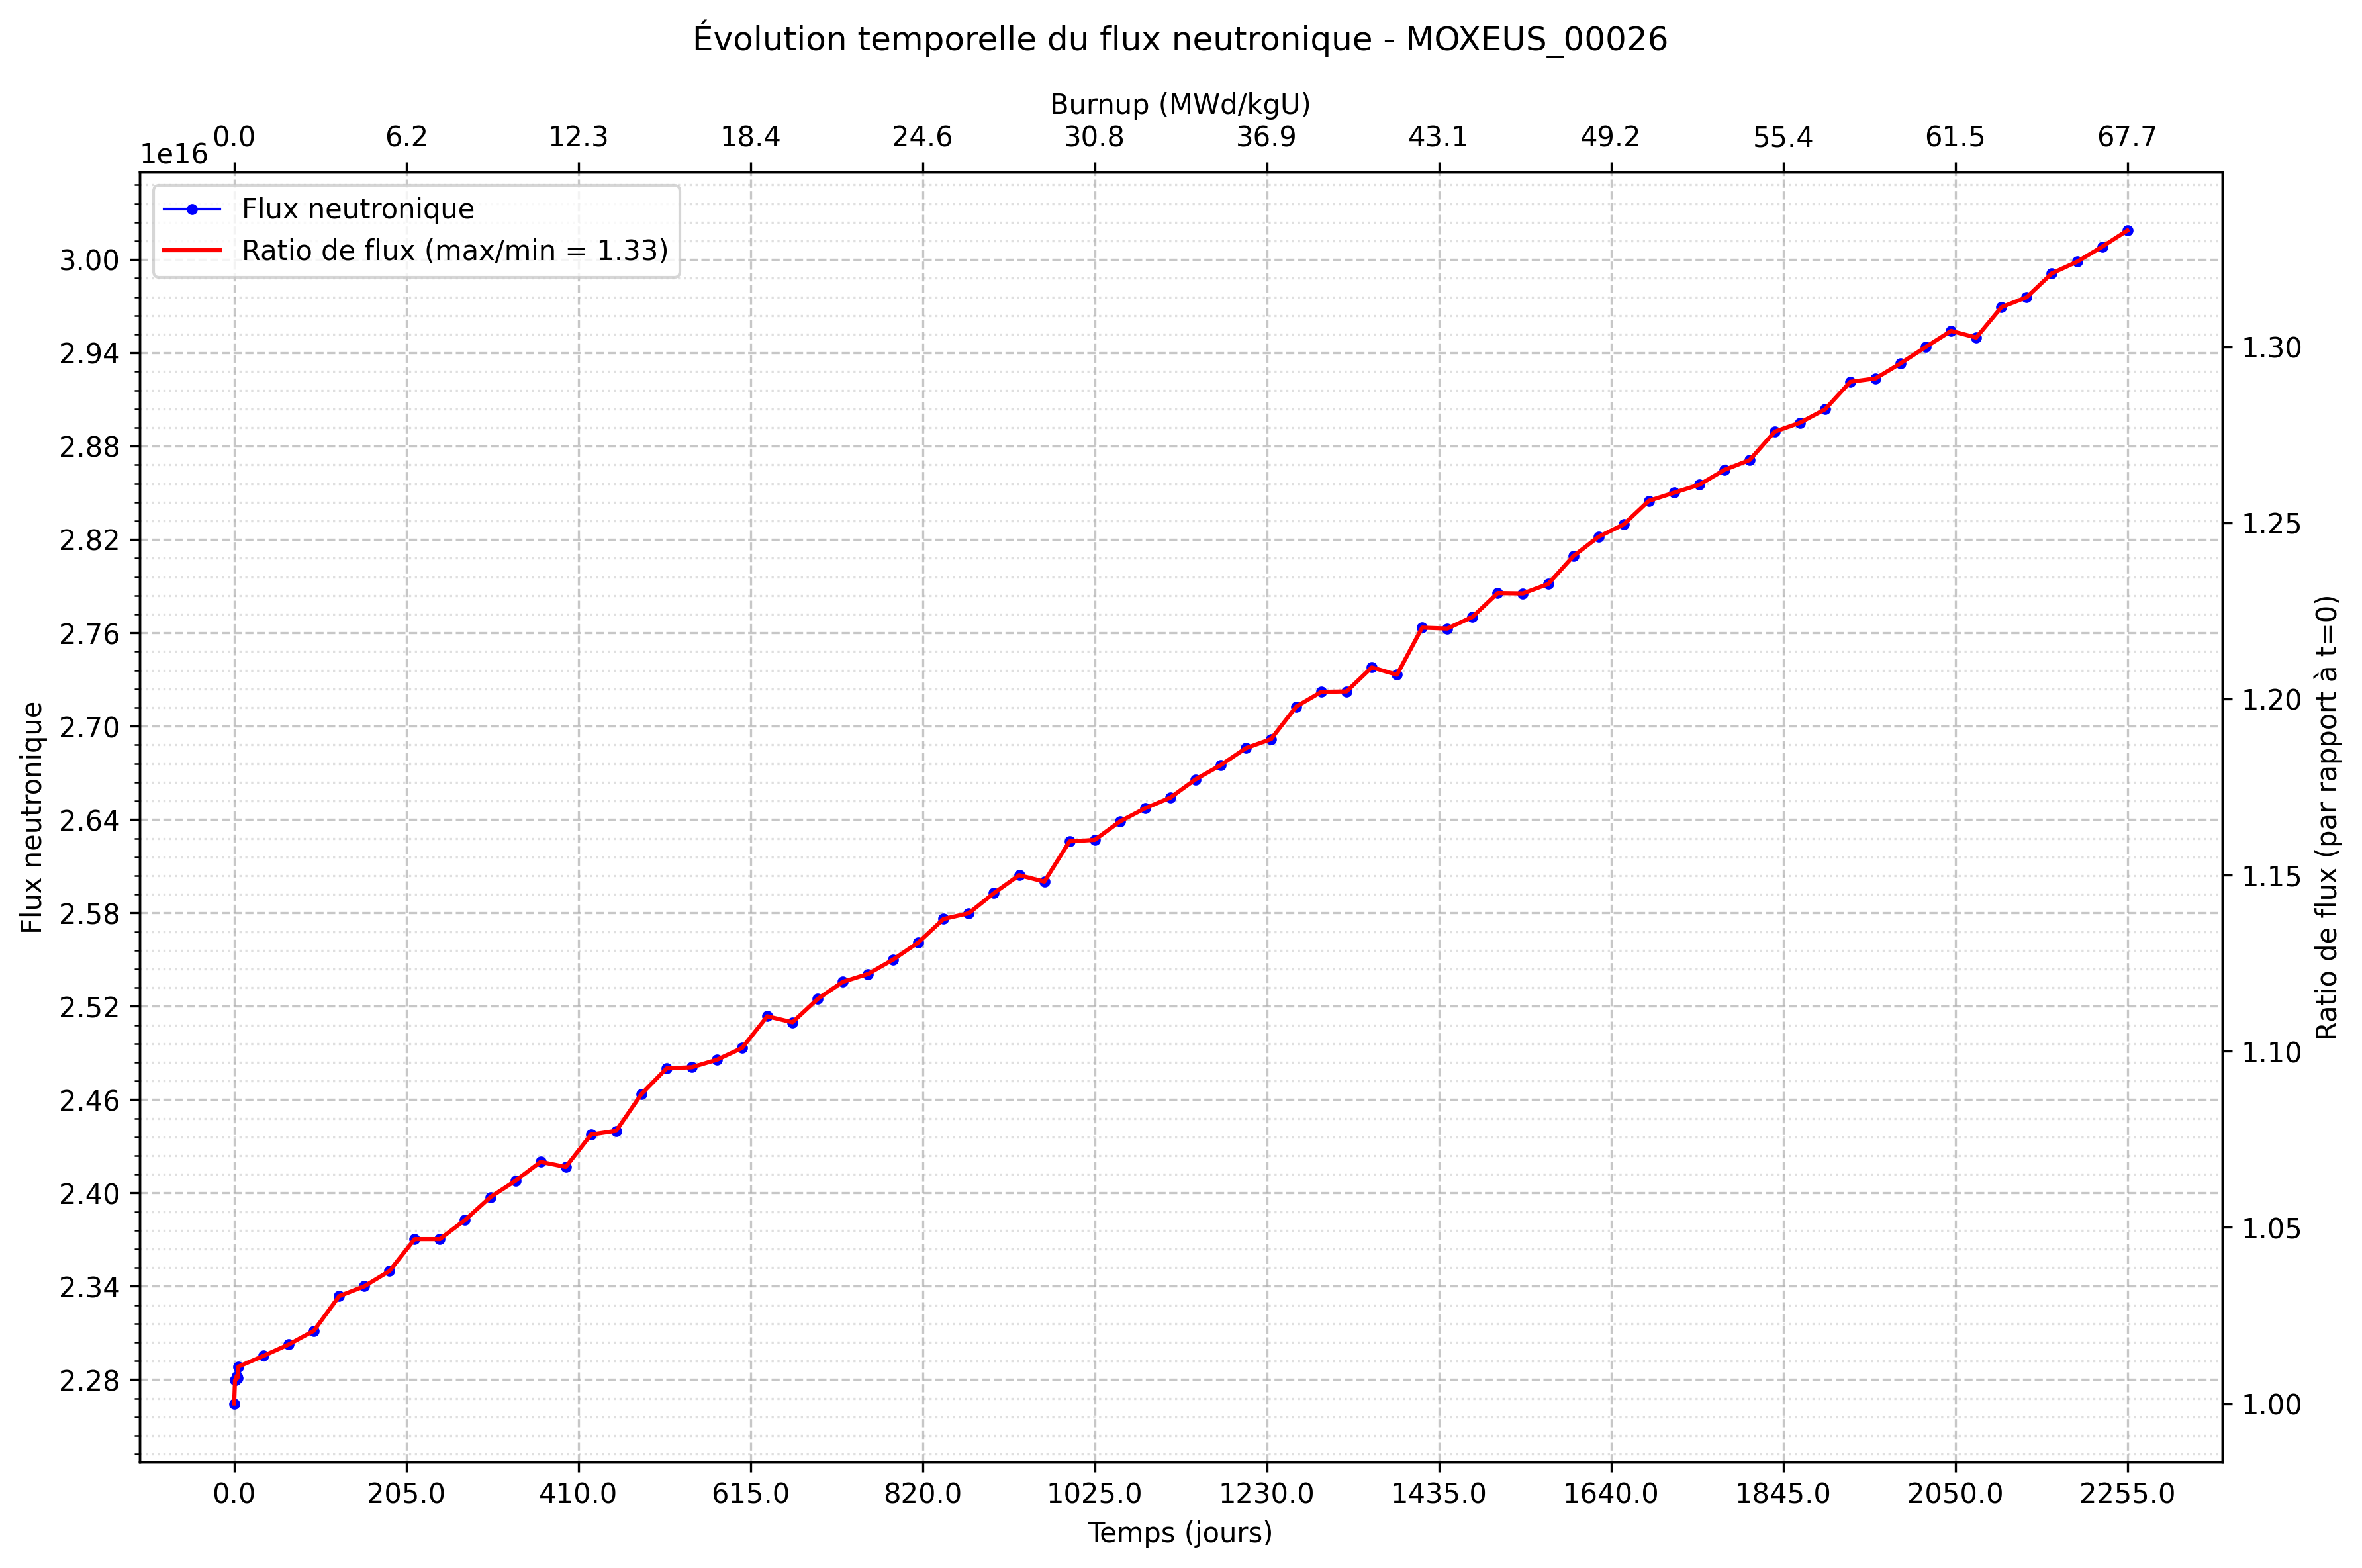 Évolution temporelle du flux neutronique - MOXEUS_00026
Burnup (MWd/kgU)
0.0 6.2 12.3 18.4 24.6 30.8 36.9 43.1 49.2 55.4 61.5 67.7
1e16
Flux neutronique
Ratio de flux (max/min = 1.33)
3.00
2.94
2.88
2.82
2.76
2.70
2.64
2.58
2.52
2.46
2.40
2.34
2.28
Flux neutronique
1.30
1.25
1.20
1.15
1.10
1.05
1.00
Ratio de flux (par rapport à t=0)
0.0 205.0 410.0 615.0 820.0 1025.0 1230.0 1435.0 1640.0 1845.0 2050.0 2255.0
Temps (jours)